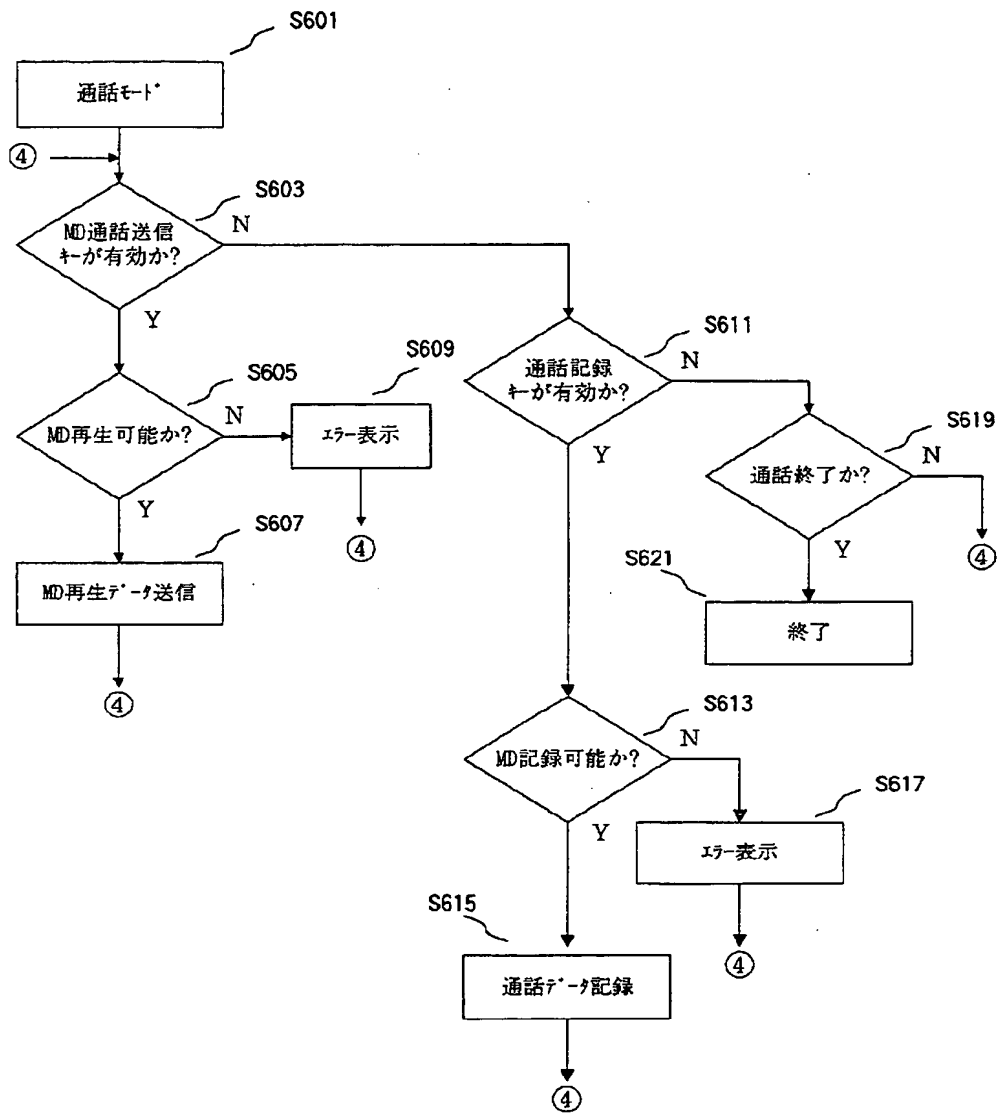 S601
通話モード
④
S603
MD通話送信
キーが有効か?
N
Y
S605
MD再生可能か?
N
Y
S609
エラー表示
④
S607
MD再生データ送信
④
S611
通話記録
キーが有効か?
N
Y
S619
通話終了か?
N
Y
④
S621
終了
S613
MD記録可能か?
N
Y
S617
エラー表示
④
S615
通話データ記録
④